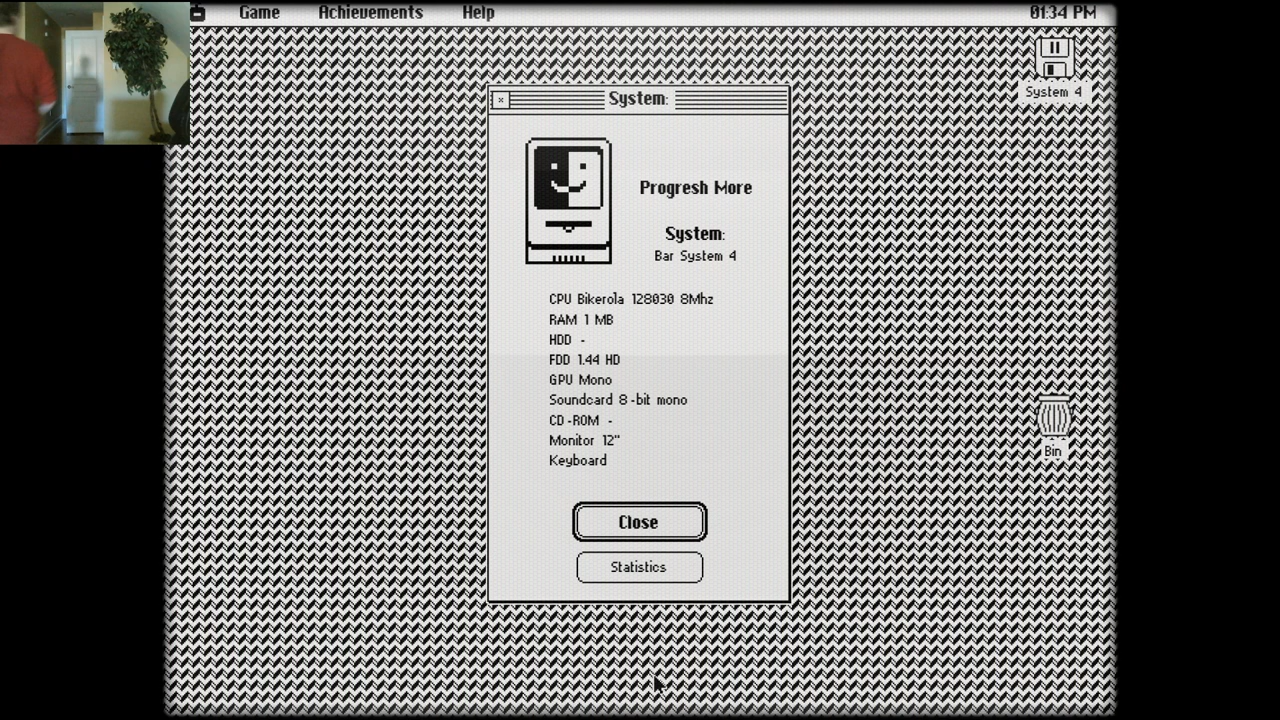 Game Achievements Help 01:34 PM
System 4
System:
Progresh More
System:
Bar System 4
CPU Bikerola 128030 8Mhz
RAM 1 MB
HDD -
FDD 1.44 HD
GPU Mono
Soundcard 8-bit mono
CD-ROM -
Monitor 12"
Keyboard
Bin
Close
Statistics